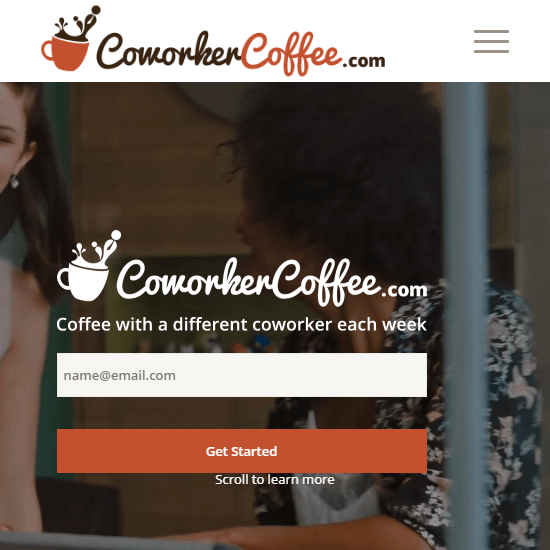 CoworkerCoffee.com
CoworkerCoffee.com
Coffee with a different coworker each week
name@email.com
Get Started
Scroll to learn more